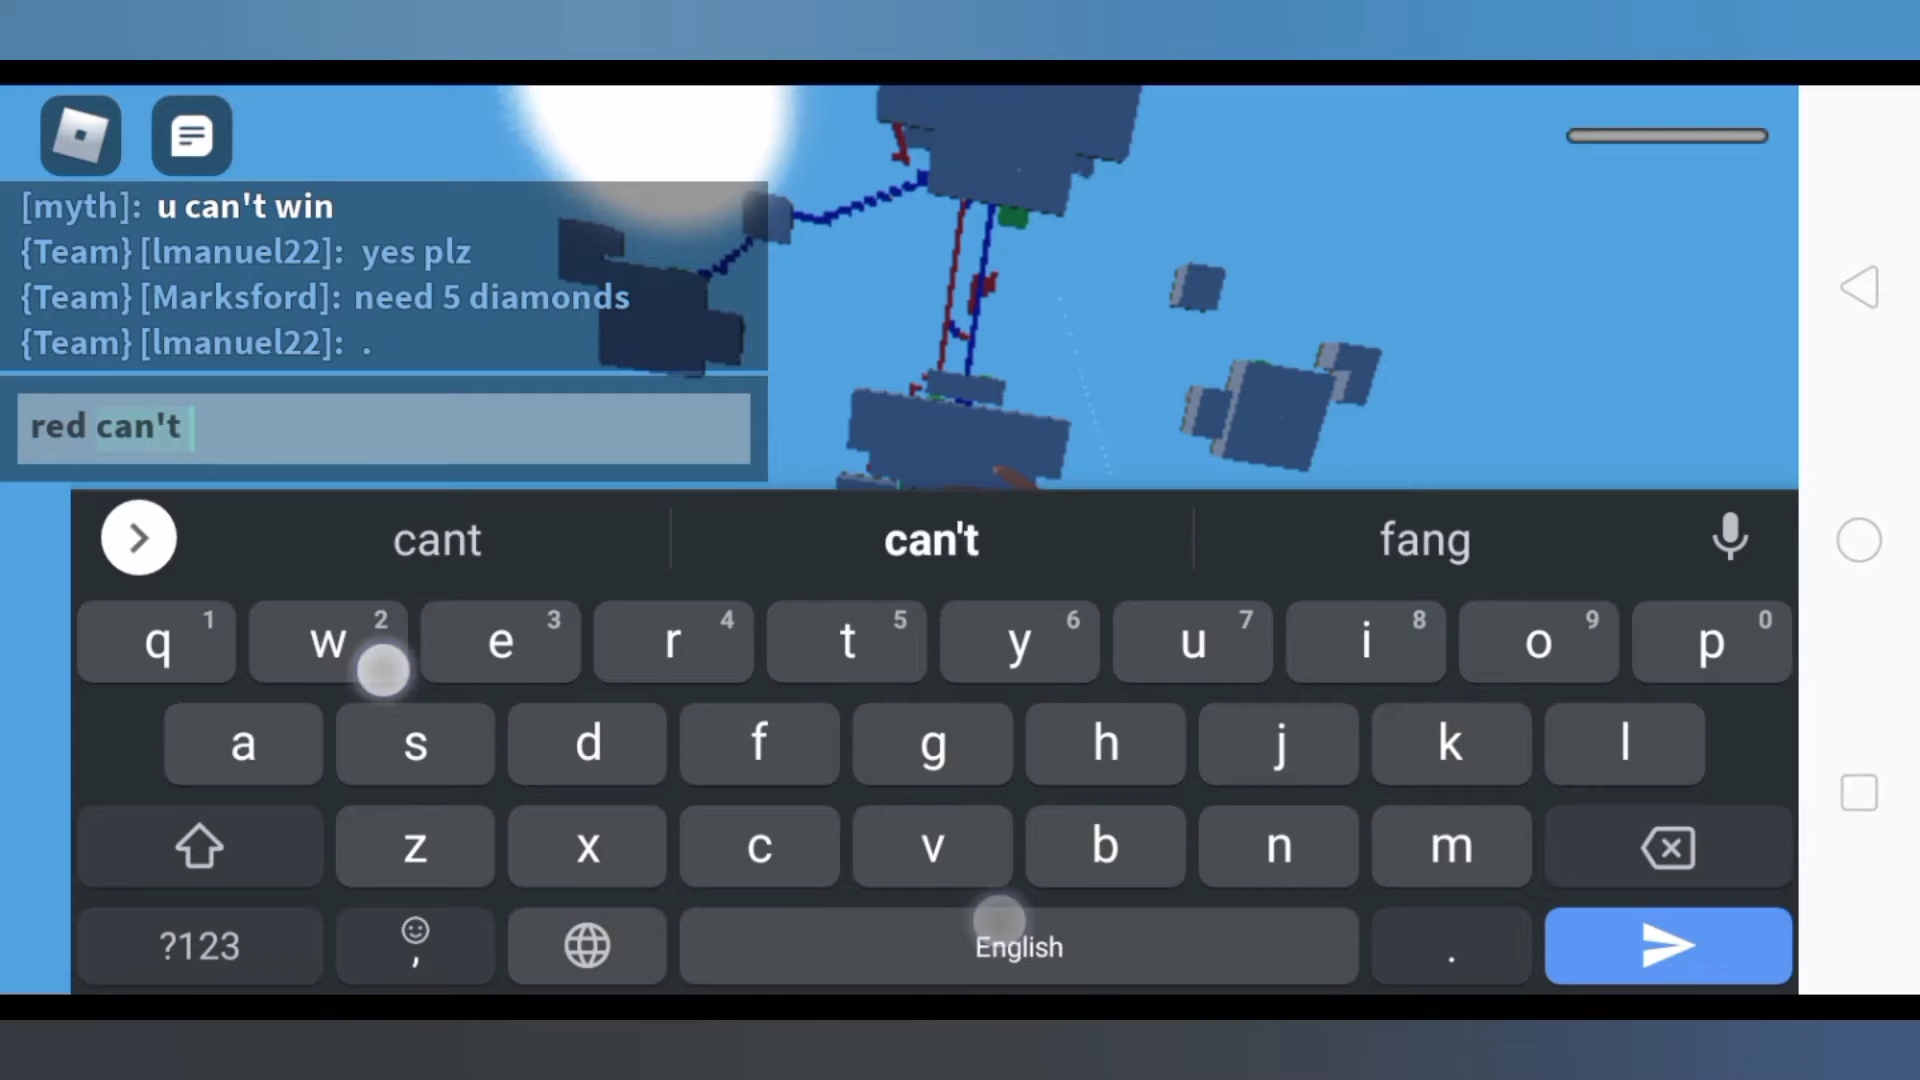 [myth]: u can't win
{Team} [lmanuel22]: yes plz
{Team} [Marksford]: need 5 diamonds
{Team} [lmanuel22]: .
red can't
cant can't fang
q 1 w 2 e 3 r 4 t 5 y 6 u 7 i 8 o 9 p 0
a s d f g h j k l
z x c v b n m
?123 , English .